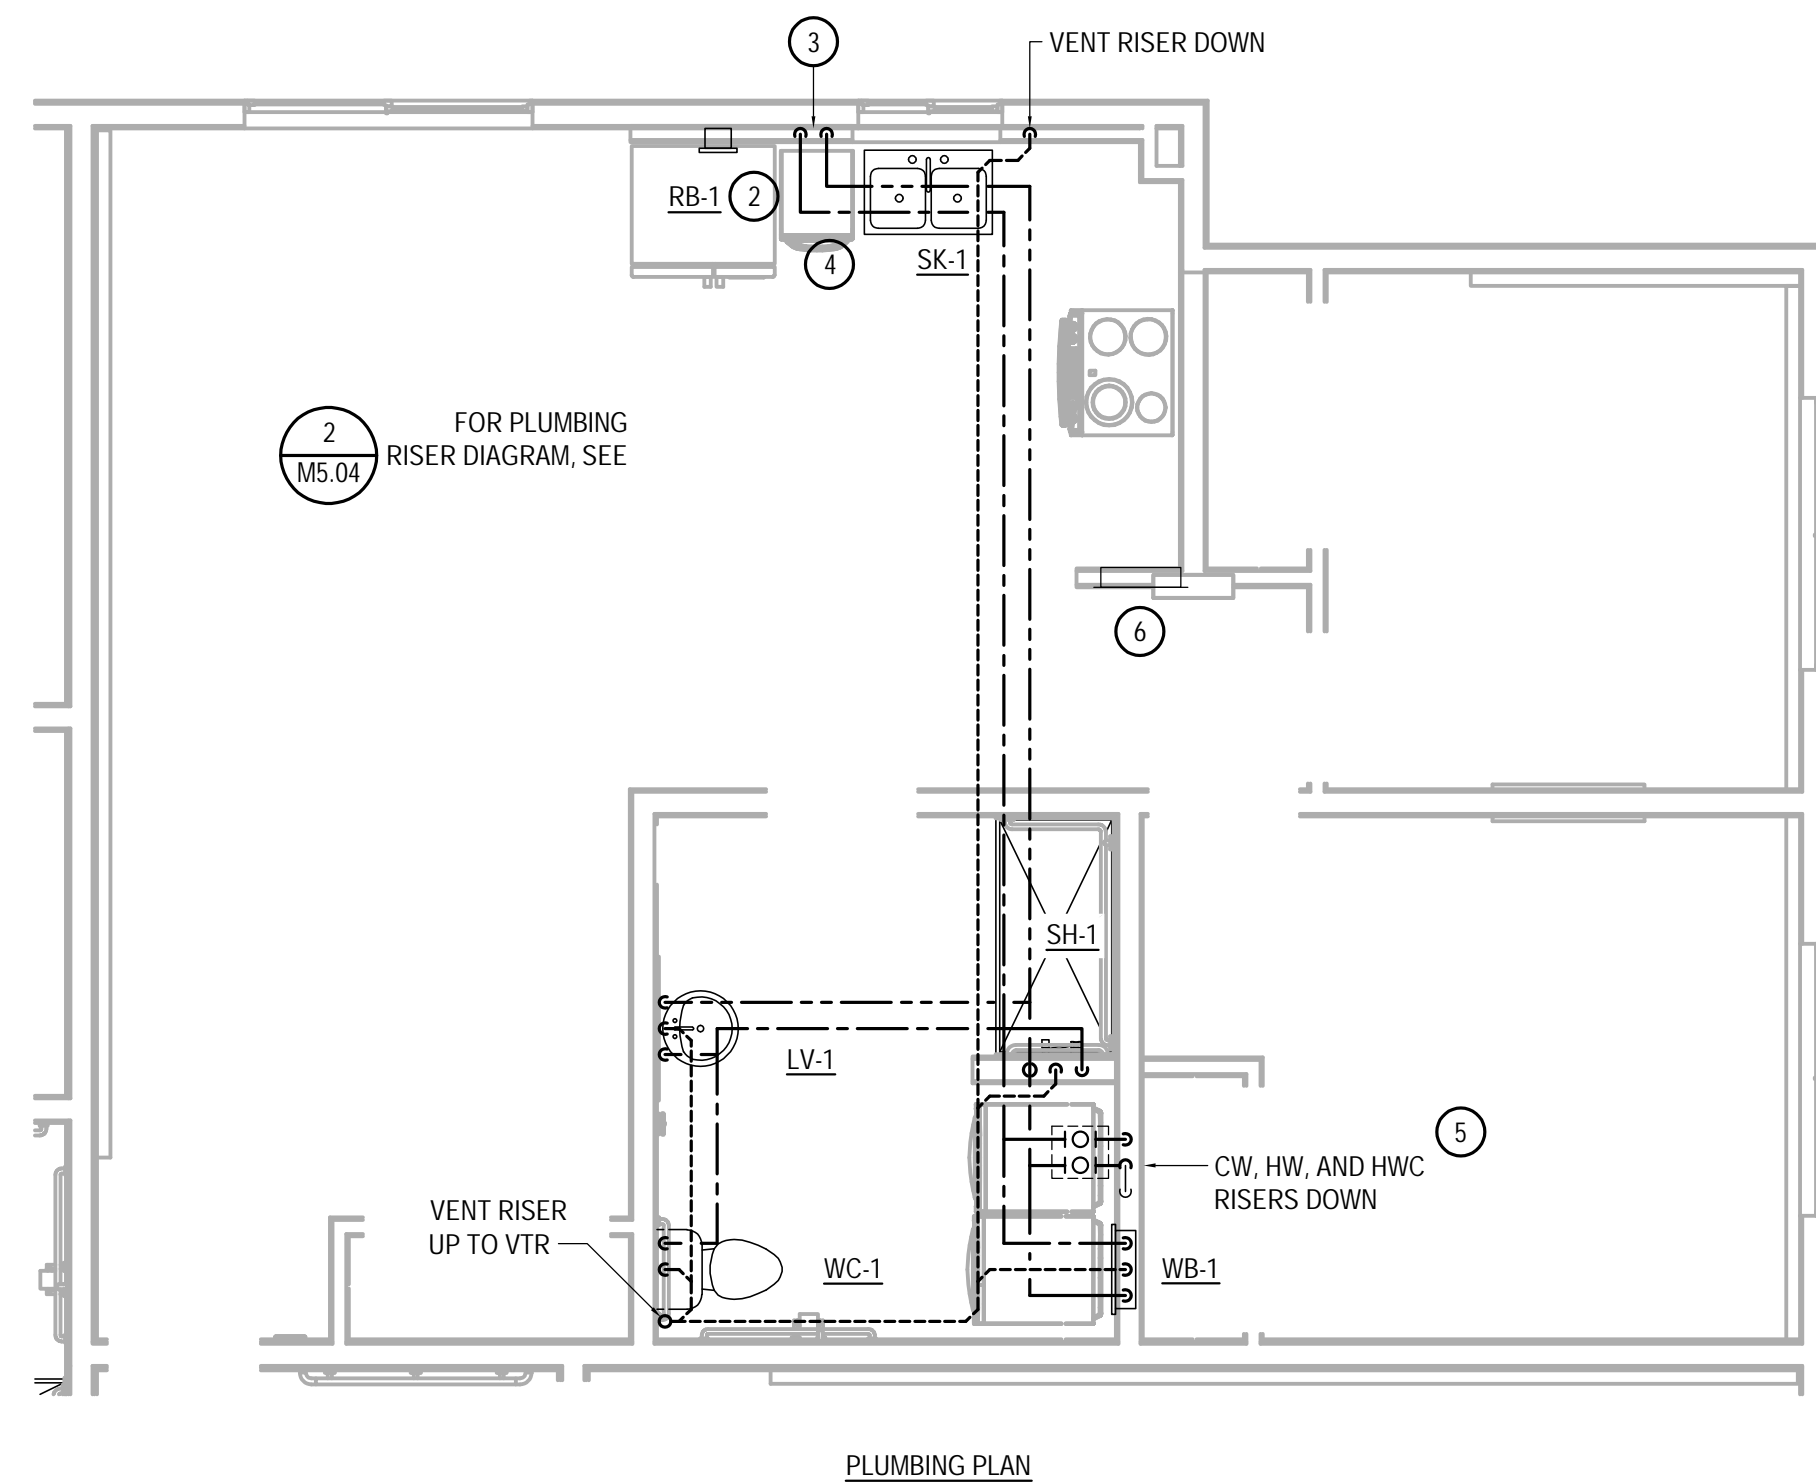 3
VENT RISER DOWN
RB-1
2
4
SK-1
2
M5.04
FOR PLUMBING
RISER DIAGRAM, SEE
6
SH-1
LV-1
5
CW, HW, AND HWC
RISERS DOWN
VENT RISER
UP TO VTR
WC-1
WB-1
PLUMBING PLAN